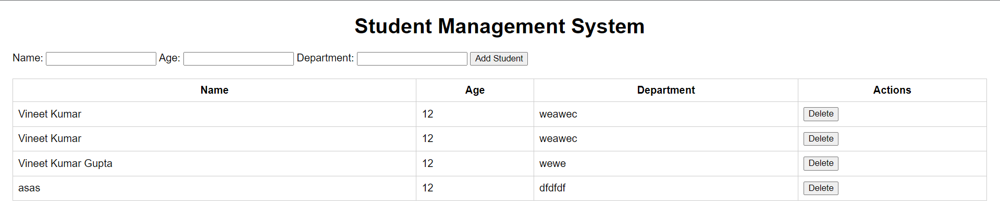 Student Management System
Name: Age: Department: Add Student
Name Age Department Actions
Vineet Kumar 12 weawec Delete
Vineet Kumar 12 weawec Delete
Vineet Kumar Gupta 12 wewe Delete
asas 12 dfdfdf Delete